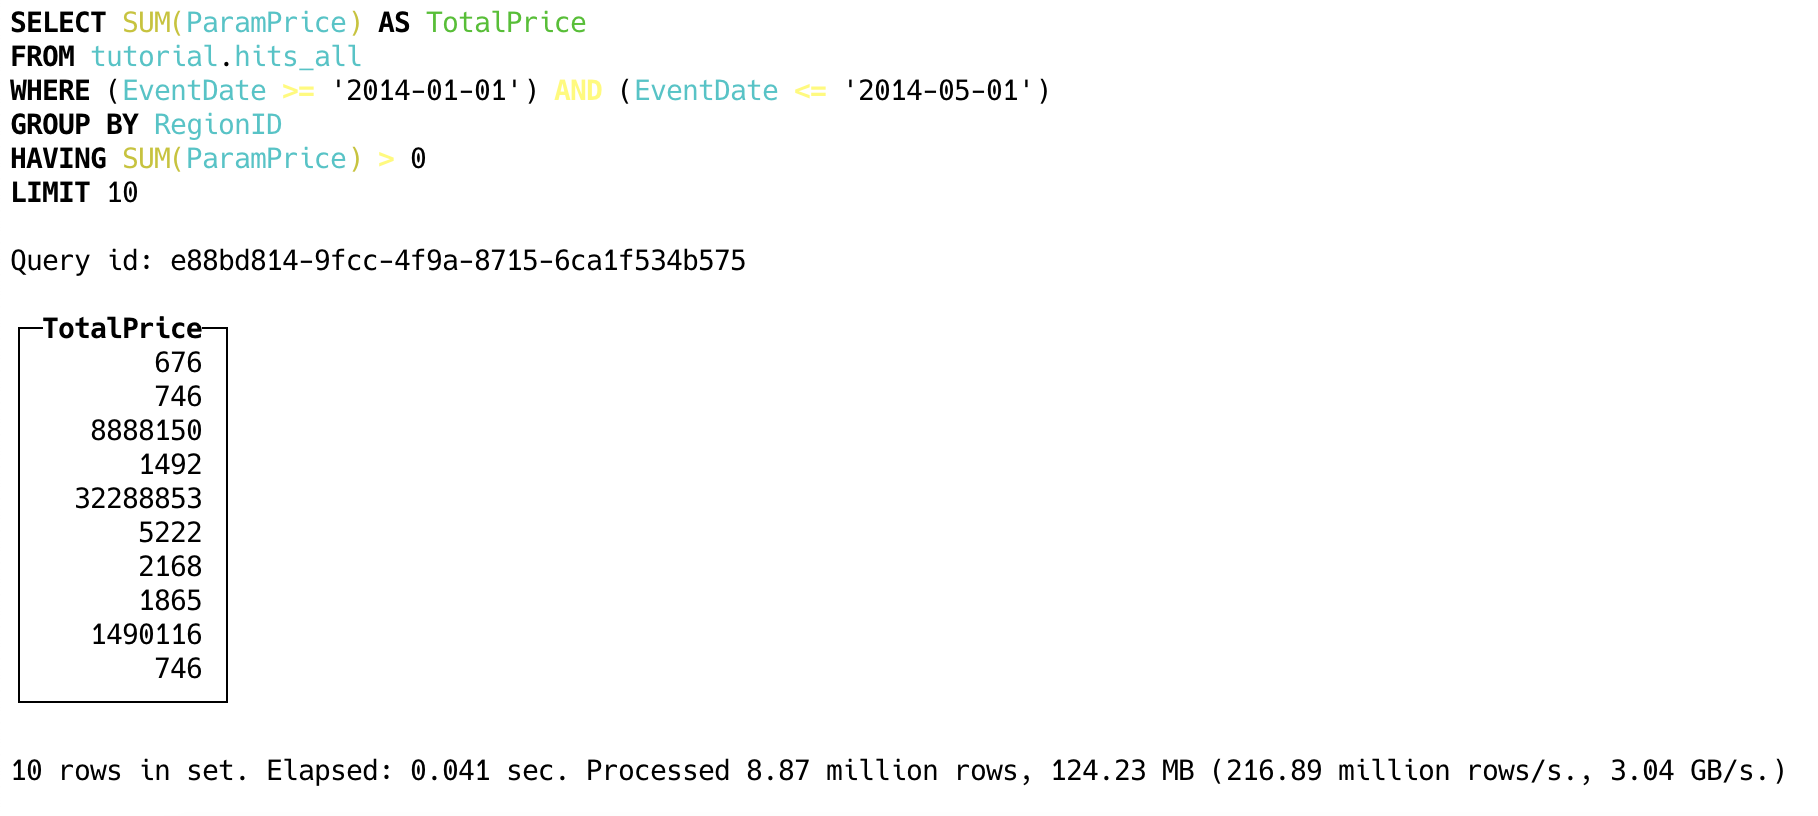 SELECT SUM(ParamPrice) AS TotalPrice
FROM tutorial.hits_all
WHERE (EventDate >= '2014-01-01') AND (EventDate <= '2014-05-01')
GROUP BY RegionID
HAVING SUM(ParamPrice) > 0
LIMIT 10
Query id: e88bd814-9fcc-4f9a-8715-6ca1f534b575
TotalPrice
676
746
8888150
1492
32288853
5222
2168
1865
1490116
746
10 rows in set. Elapsed: 0.041 sec. Processed 8.87 million rows, 124.23 MB (216.89 million rows/s., 3.04 GB/s.)